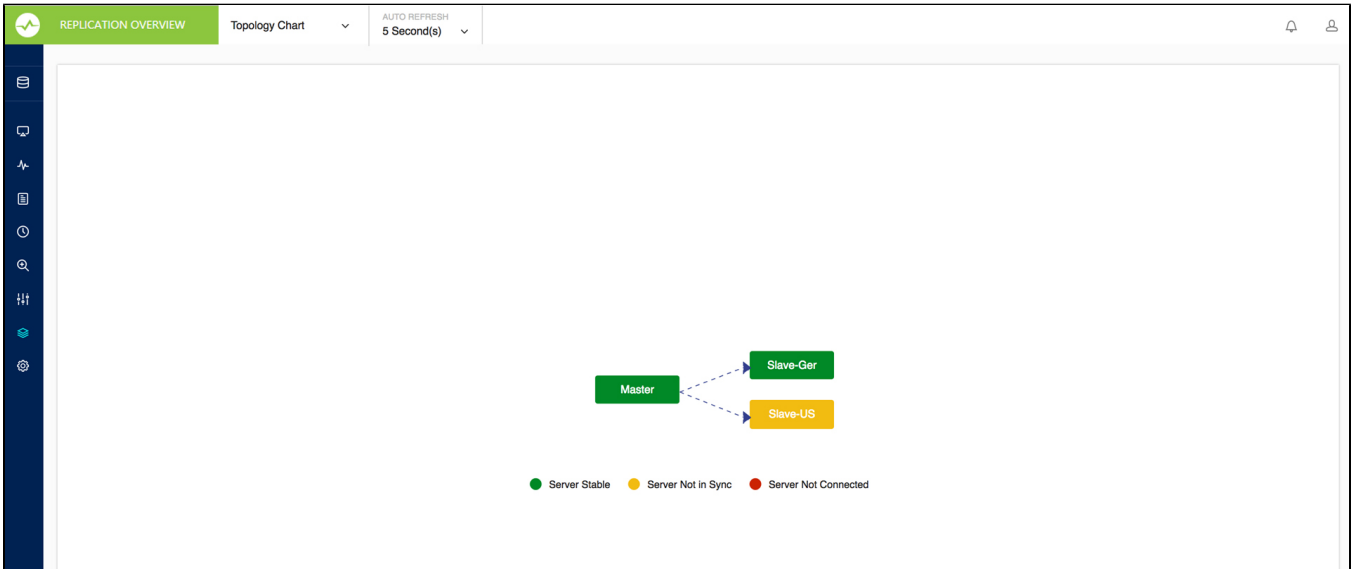 REPLICATION OVERVIEW
Topology Chart
AUTO REFRESH
5 Second(s)
Slave-Ger
Master
Slave-US
Server Stable
Server Not in Sync
Server Not Connected